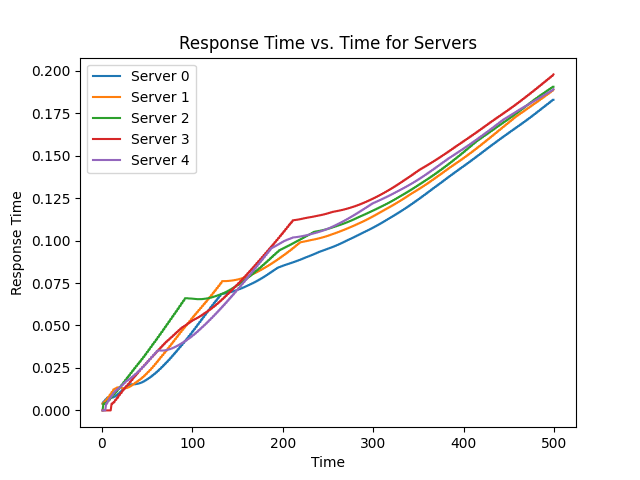 Response Time vs. Time for Servers
Server 0
Server 1
Server 2
Server 3
Server 4
Response Time
0.200
0.175
0.150
0.125
0.100
0.075
0.050
0.025
0.000
0 100 200 300 400 500
Time